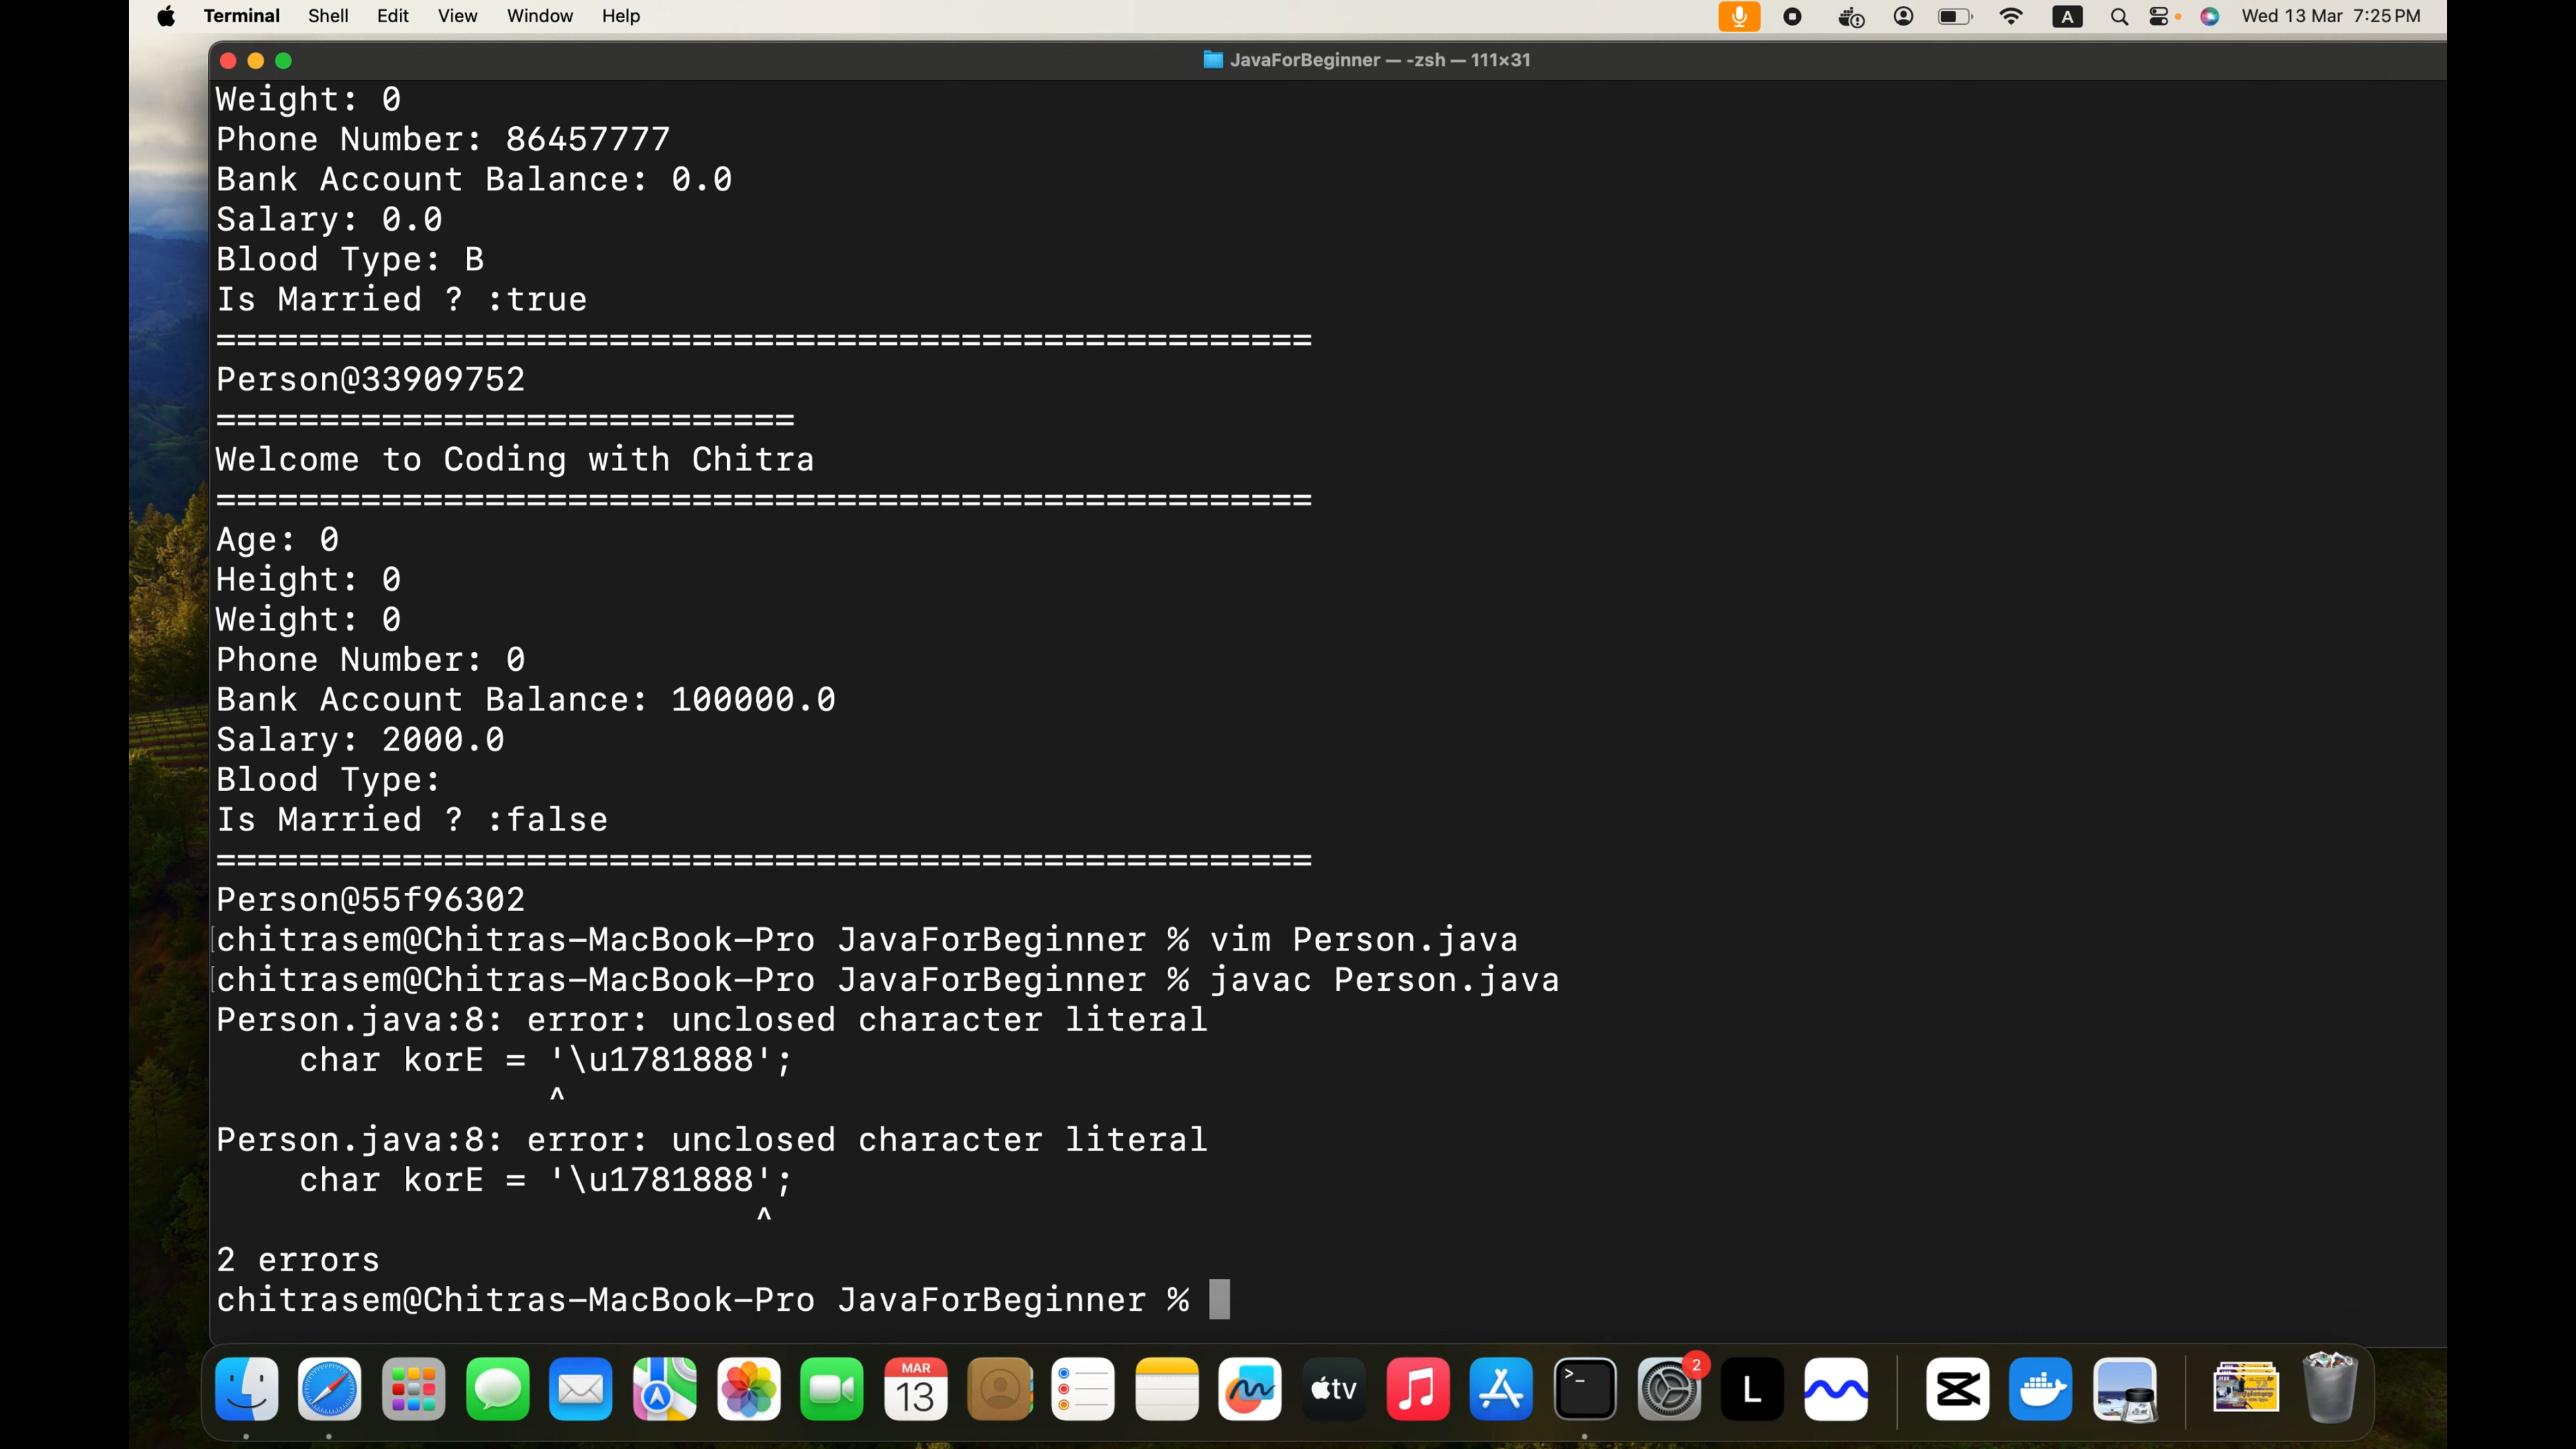 Terminal Shell Edit View Window Help A Wed 13 Mar 7:25 PM
JavaForBeginner — -zsh — 111×31
Weight: 0
Phone Number: 86457777
Bank Account Balance: 0.0
Salary: 0.0
Blood Type: B
Is Married ? :true
=====================================================
Person@33909752
============================
Welcome to Coding with Chitra
=====================================================
Age: 0
Height: 0
Weight: 0
Phone Number: 0
Bank Account Balance: 100000.0
Salary: 2000.0
Blood Type:
Is Married ? :false
=====================================================
Person@55f96302
chitrasem@Chitras-MacBook-Pro JavaForBeginner % vim Person.java
chitrasem@Chitras-MacBook-Pro JavaForBeginner % javac Person.java
Person.java:8: error: unclosed character literal
    char korE = '\u1781888';
                ^
Person.java:8: error: unclosed character literal
    char korE = '\u1781888';
                          ^
2 errors
chitrasem@Chitras-MacBook-Pro JavaForBeginner %
MAR
13
tv
>_
2
L